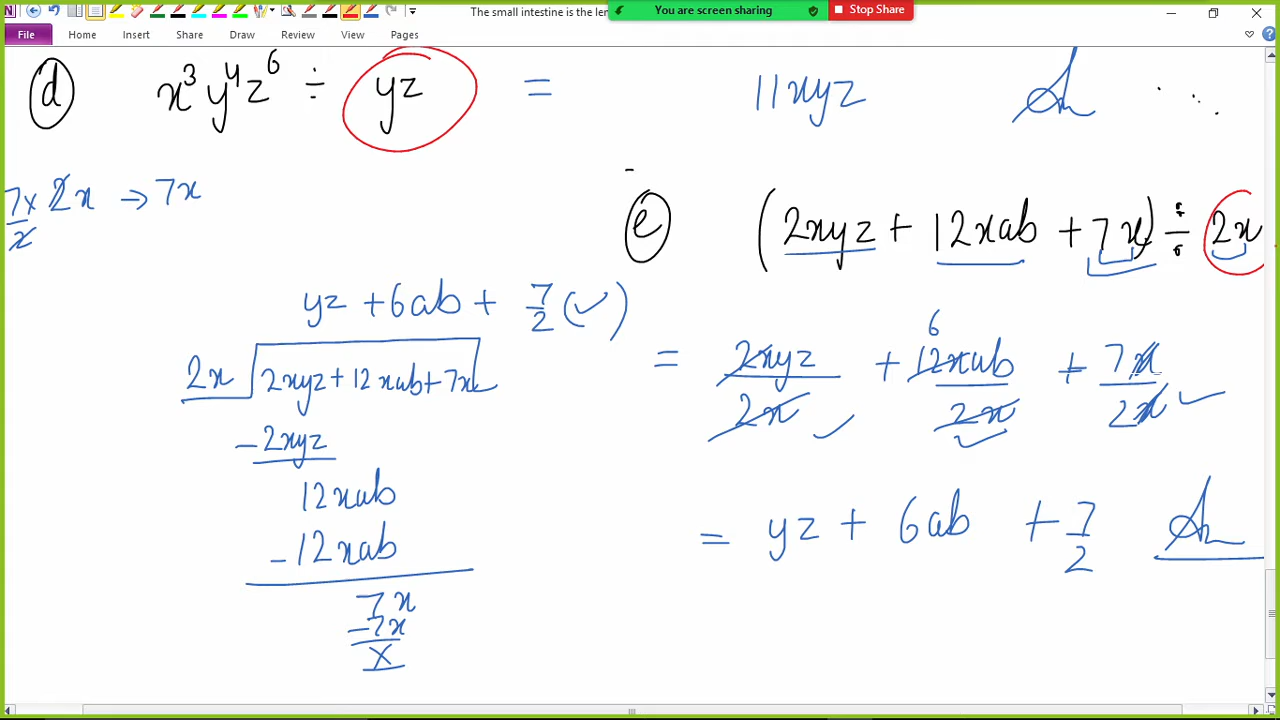 The small intestine is the len
You are screen sharing
Stop Share
File Home Insert Share Draw Review View Pages
d x³y⁴z⁶ ÷ yz = 11xyz
7/x × 2x → 7x
e (2xyz + 12xab + 7x) ÷ 2x
yz + 6ab + 7/2 (✓)
2x 2xyz + 12xab + 7x
= 2xyz/2x + 12xab/2x + 7x/2x
6
- 2xyz
12xab
- 12xab
= yz + 6ab + 7/2
7x
- 7x
x